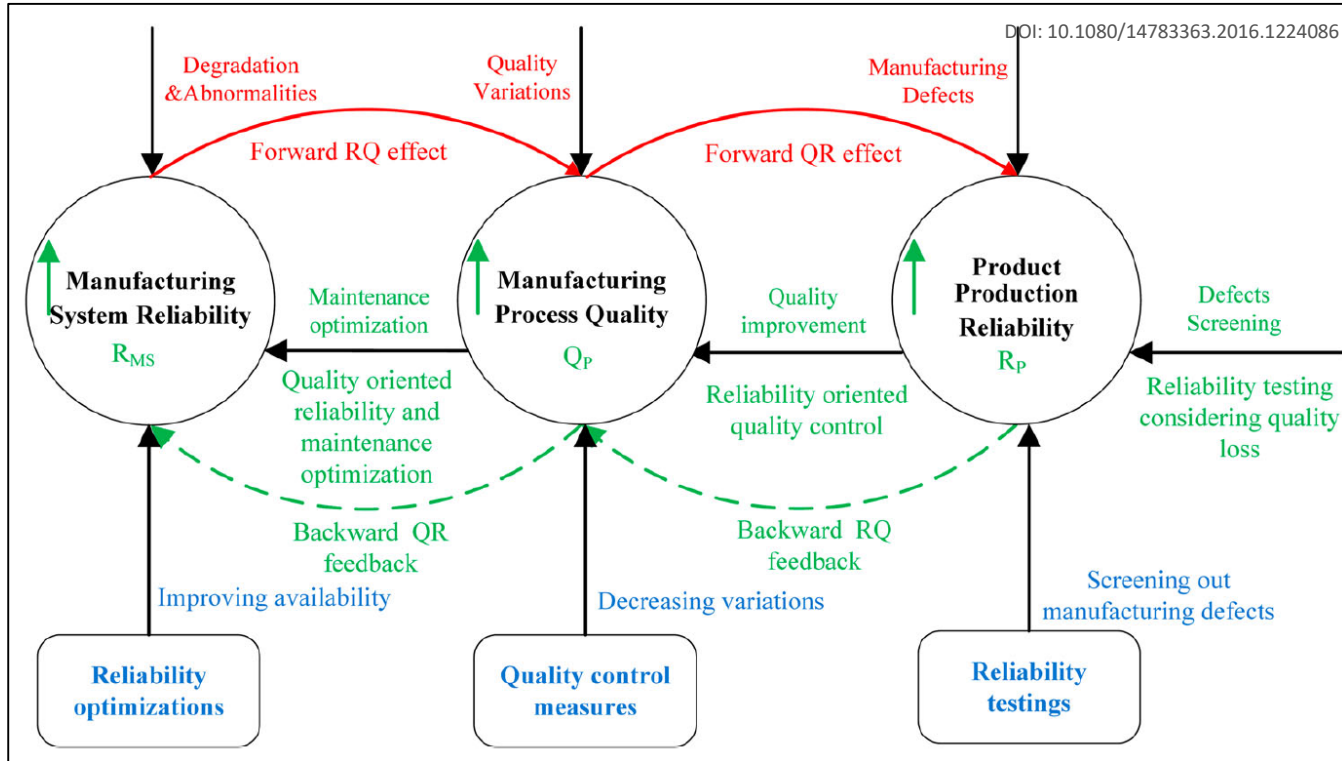 DOI: 10.1080/14783363.2016.1224086
Degradation
&Abnormalities
Quality
Variations
Manufacturing
Defects
Forward RQ effect
Forward QR effect
Manufacturing
System Reliability
R_MS
Maintenance
optimization
Quality oriented
reliability and
maintenance
optimization
Manufacturing
Process Quality
Q_P
Quality
improvement
Reliability oriented
quality control
Product
Production
Reliability
R_P
Defects
Screening
Reliability testing
considering quality
loss
Backward QR
feedback
Backward RQ
feedback
Improving availability
Decreasing variations
Screening out
manufacturing defects
Reliability
optimizations
Quality control
measures
Reliability
testings